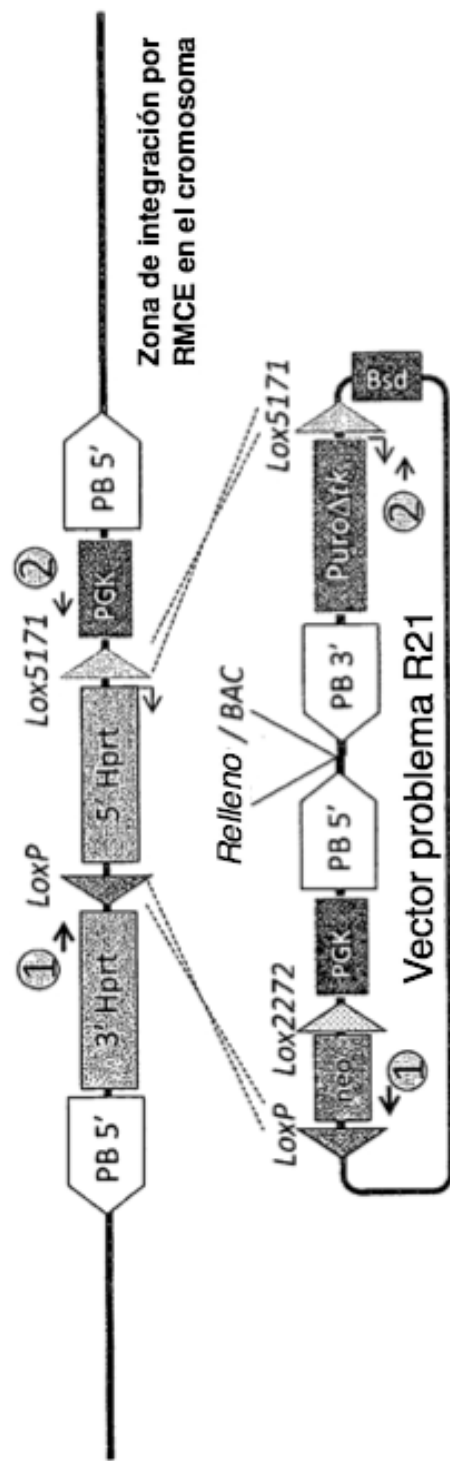 LoxP
Lox5171
PB 5'
3' Hprt
5' Hprt
PGK
PB 5'
1
2
Zona de integración por
RMCE en el cromosoma
Relleno / BAC
LoxP
Lox2272
Lox5171
neo
PGK
PB 5'
PB 3'
PuroΔtk
Bsd
1
2
Vector problema R21